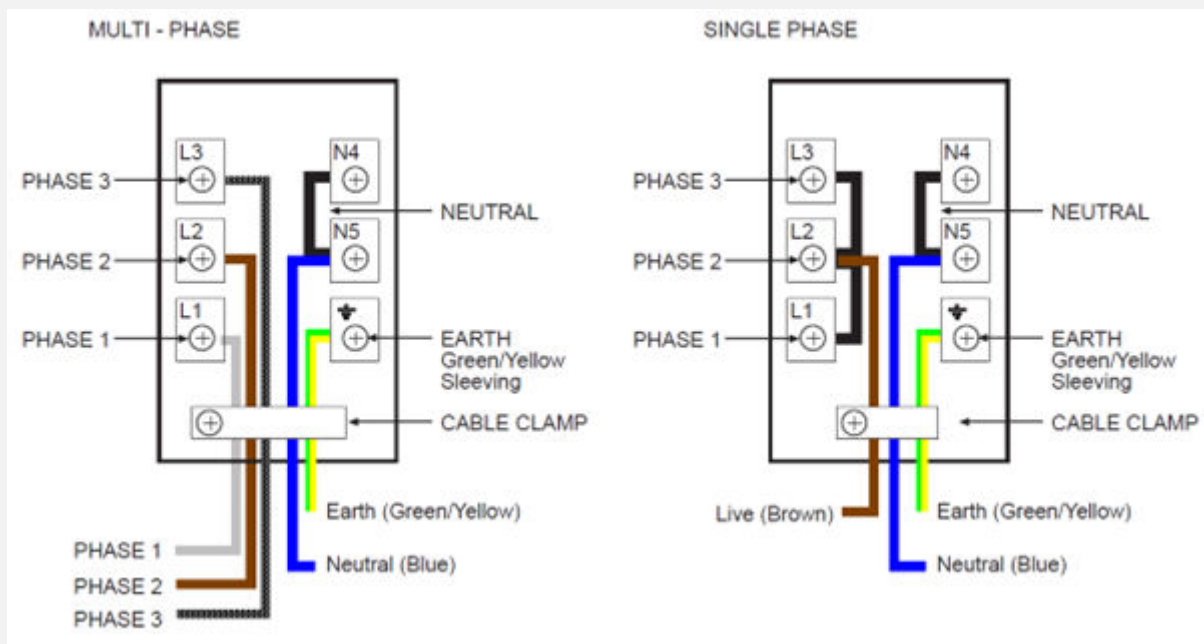 MULTI - PHASE
L3
N4
PHASE 3
NEUTRAL
L2
N5
PHASE 2
L1
PHASE 1
EARTH
Green/Yellow
Sleeving
CABLE CLAMP
Earth (Green/Yellow)
PHASE 1
Neutral (Blue)
PHASE 2
PHASE 3
SINGLE PHASE
L3
N4
PHASE 3
NEUTRAL
L2
N5
PHASE 2
L1
PHASE 1
EARTH
Green/Yellow
Sleeving
CABLE CLAMP
Live (Brown)
Earth (Green/Yellow)
Neutral (Blue)